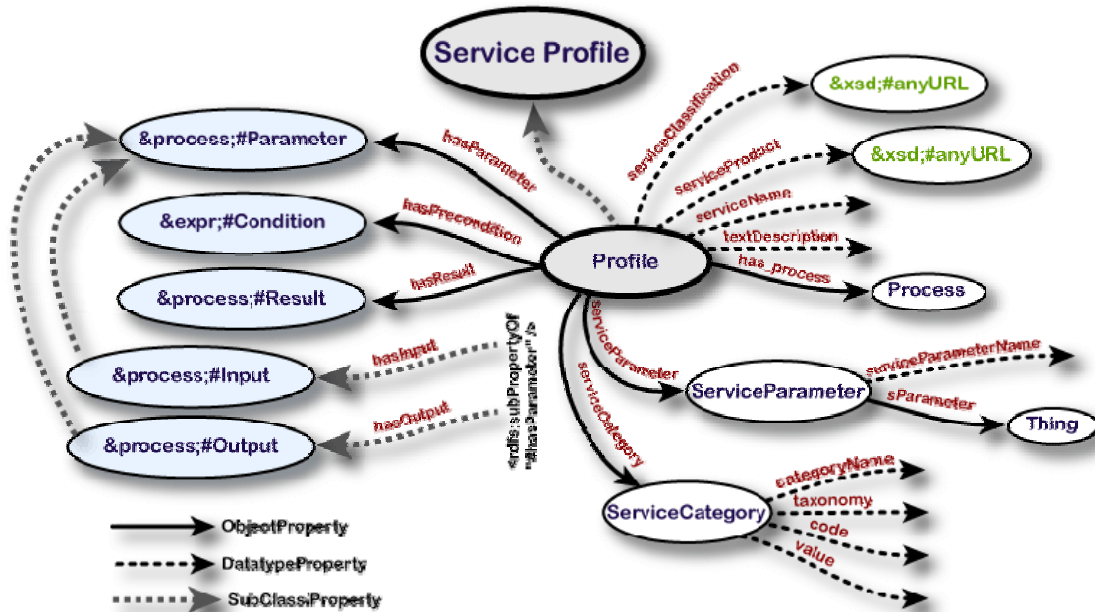 Service Profile
serviceClassification
&xsd;#anyURL
&process;#Parameter
hasParameter
serviceProduct
&xsd;#anyURL
&expr;#Condition
hasPrecondition
serviceName
textDescription
Profile
has_process
&process;#Result
hasResult
Process
<rdfs:subPropertyOf
"#hasParameter" />
hasInput
&process;#Input
serviceParameter
serviceParameterName
ServiceParameter
sParameter
Thing
hasOutput
&process;#Output
serviceCategory
categoryName
ServiceCategory
taxonomy
code
value
ObjectProperty
DatatypeProperty
SubClassProperty